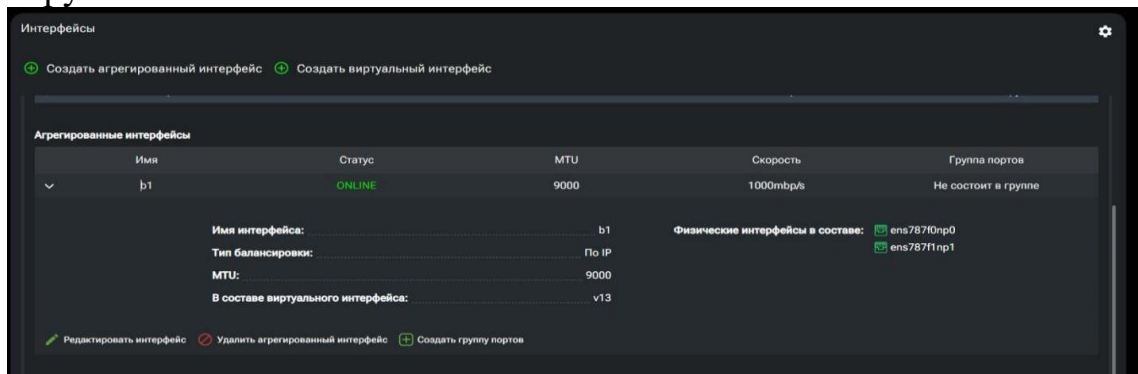 Интерфейсы
Создать агрегированный интерфейс Создать виртуальный интерфейс
Агрегированные интерфейсы
Имя Статус MTU Скорость Группа портов
b1 ONLINE 9000 1000mbp/s Не состоит в группе
Имя интерфейса: b1 Физические интерфейсы в составе: ens787f0np0
Тип балансировки: По IP ens787f1np1
MTU: 9000
В составе виртуального интерфейса: v13
Редактировать интерфейс Удалить агрегированный интерфейс Создать группу портов